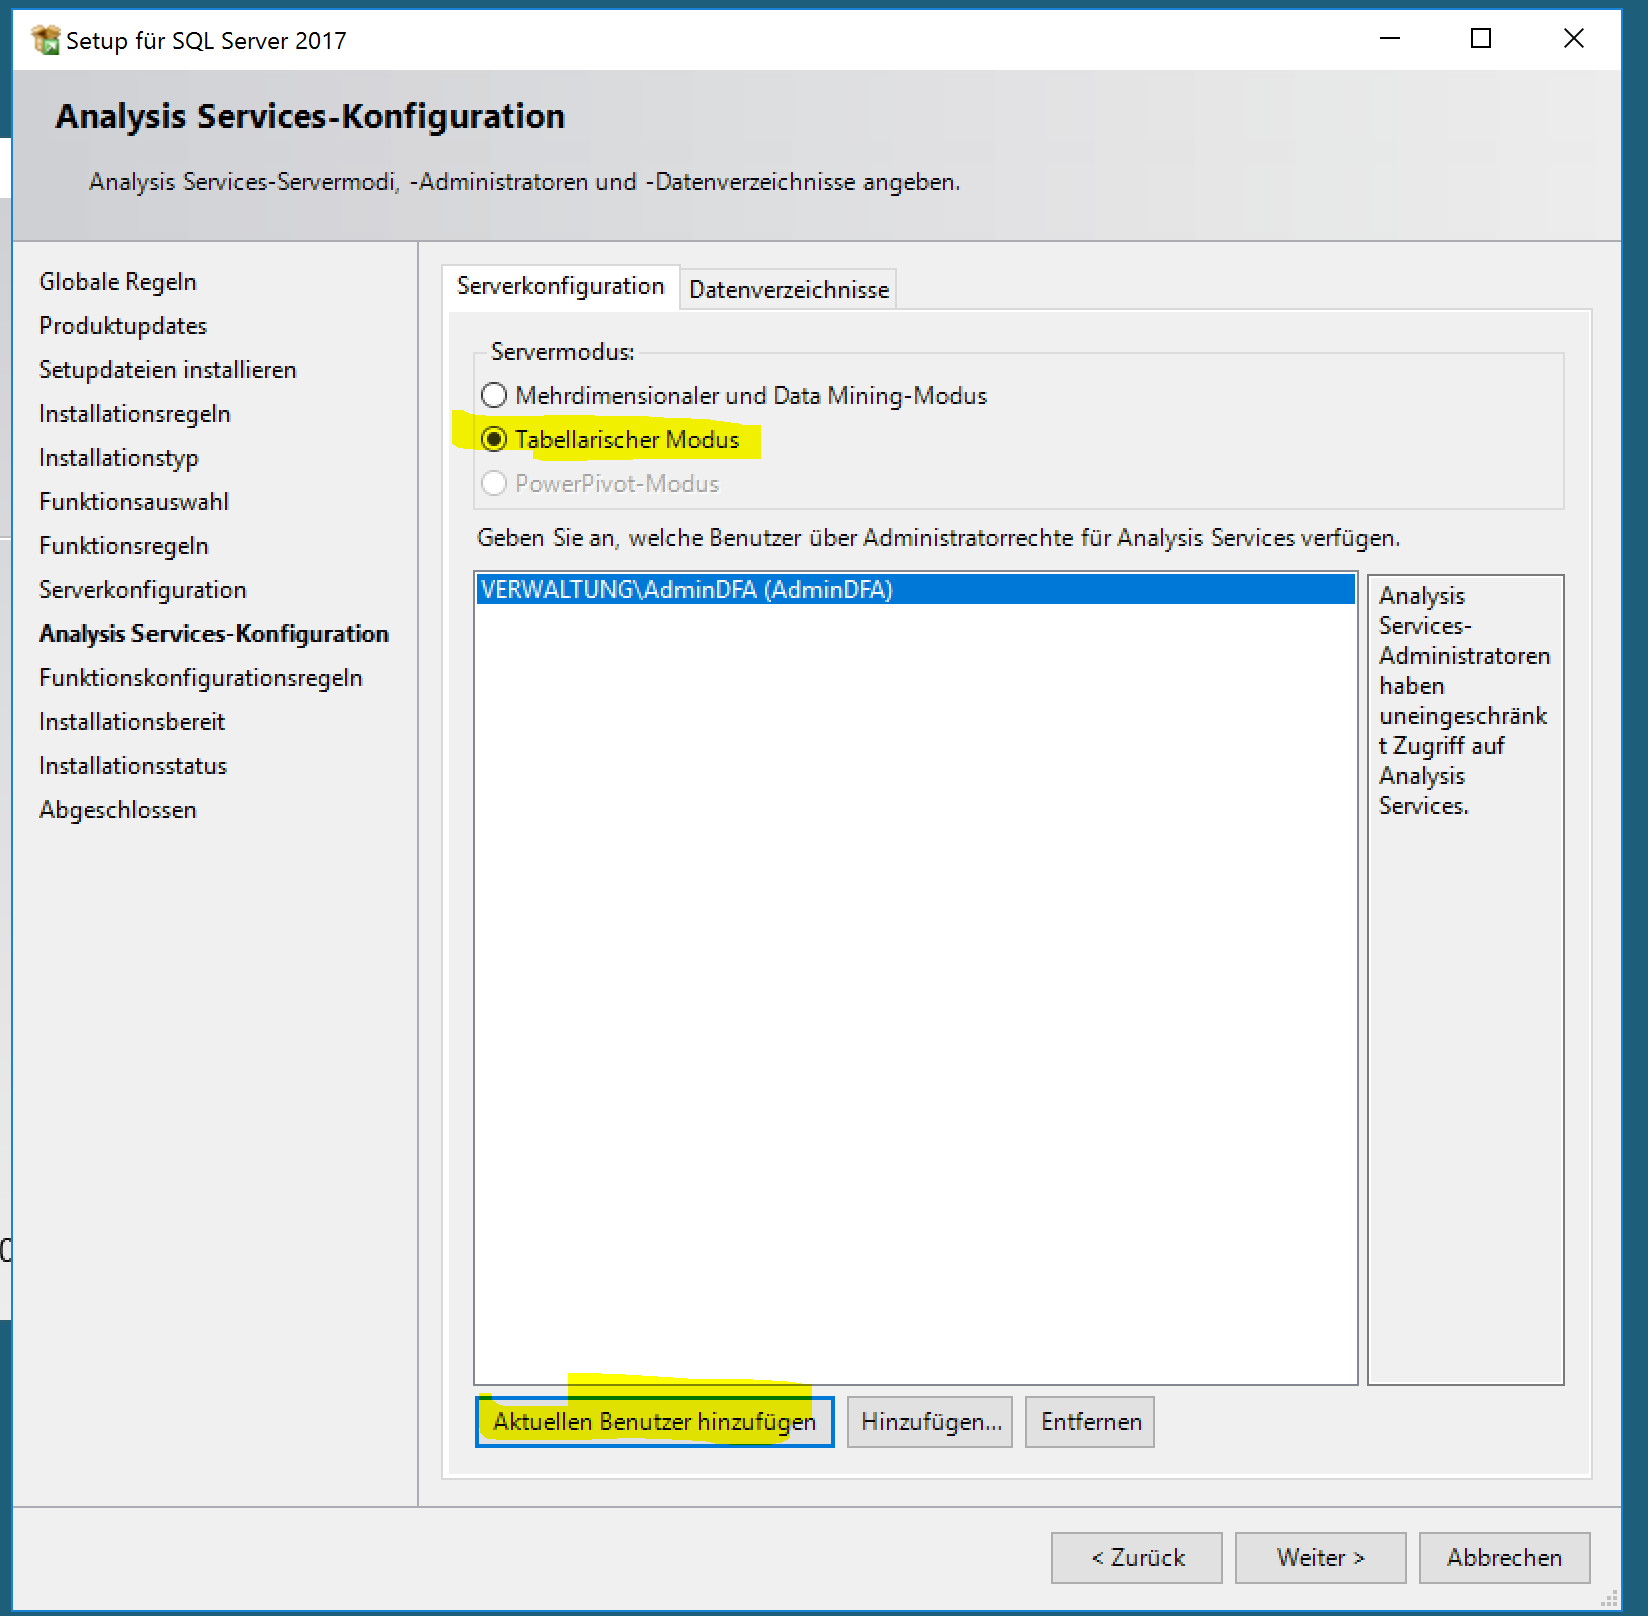 Setup für SQL Server 2017
Analysis Services-Konfiguration
Analysis Services-Servermodi, -Administratoren und -Datenverzeichnisse angeben.
Globale Regeln
Produktupdates
Setupdateien installieren
Installationsregeln
Installationstyp
Funktionsauswahl
Funktionsregeln
Serverkonfiguration
Analysis Services-Konfiguration
Funktionskonfigurationsregeln
Installationsbereit
Installationsstatus
Abgeschlossen
Serverkonfiguration
Datenverzeichnisse
Servermodus:
Mehrdimensionaler und Data Mining-Modus
Tabellarischer Modus
PowerPivot-Modus
Geben Sie an, welche Benutzer über Administratorrechte für Analysis Services verfügen.
VERWALTUNG\AdminDFA (AdminDFA)
Analysis
Services-
Administratoren
haben
uneingeschränk
t Zugriff auf
Analysis
Services.
Aktuellen Benutzer hinzufügen
Hinzufügen...
Entfernen
< Zurück
Weiter >
Abbrechen